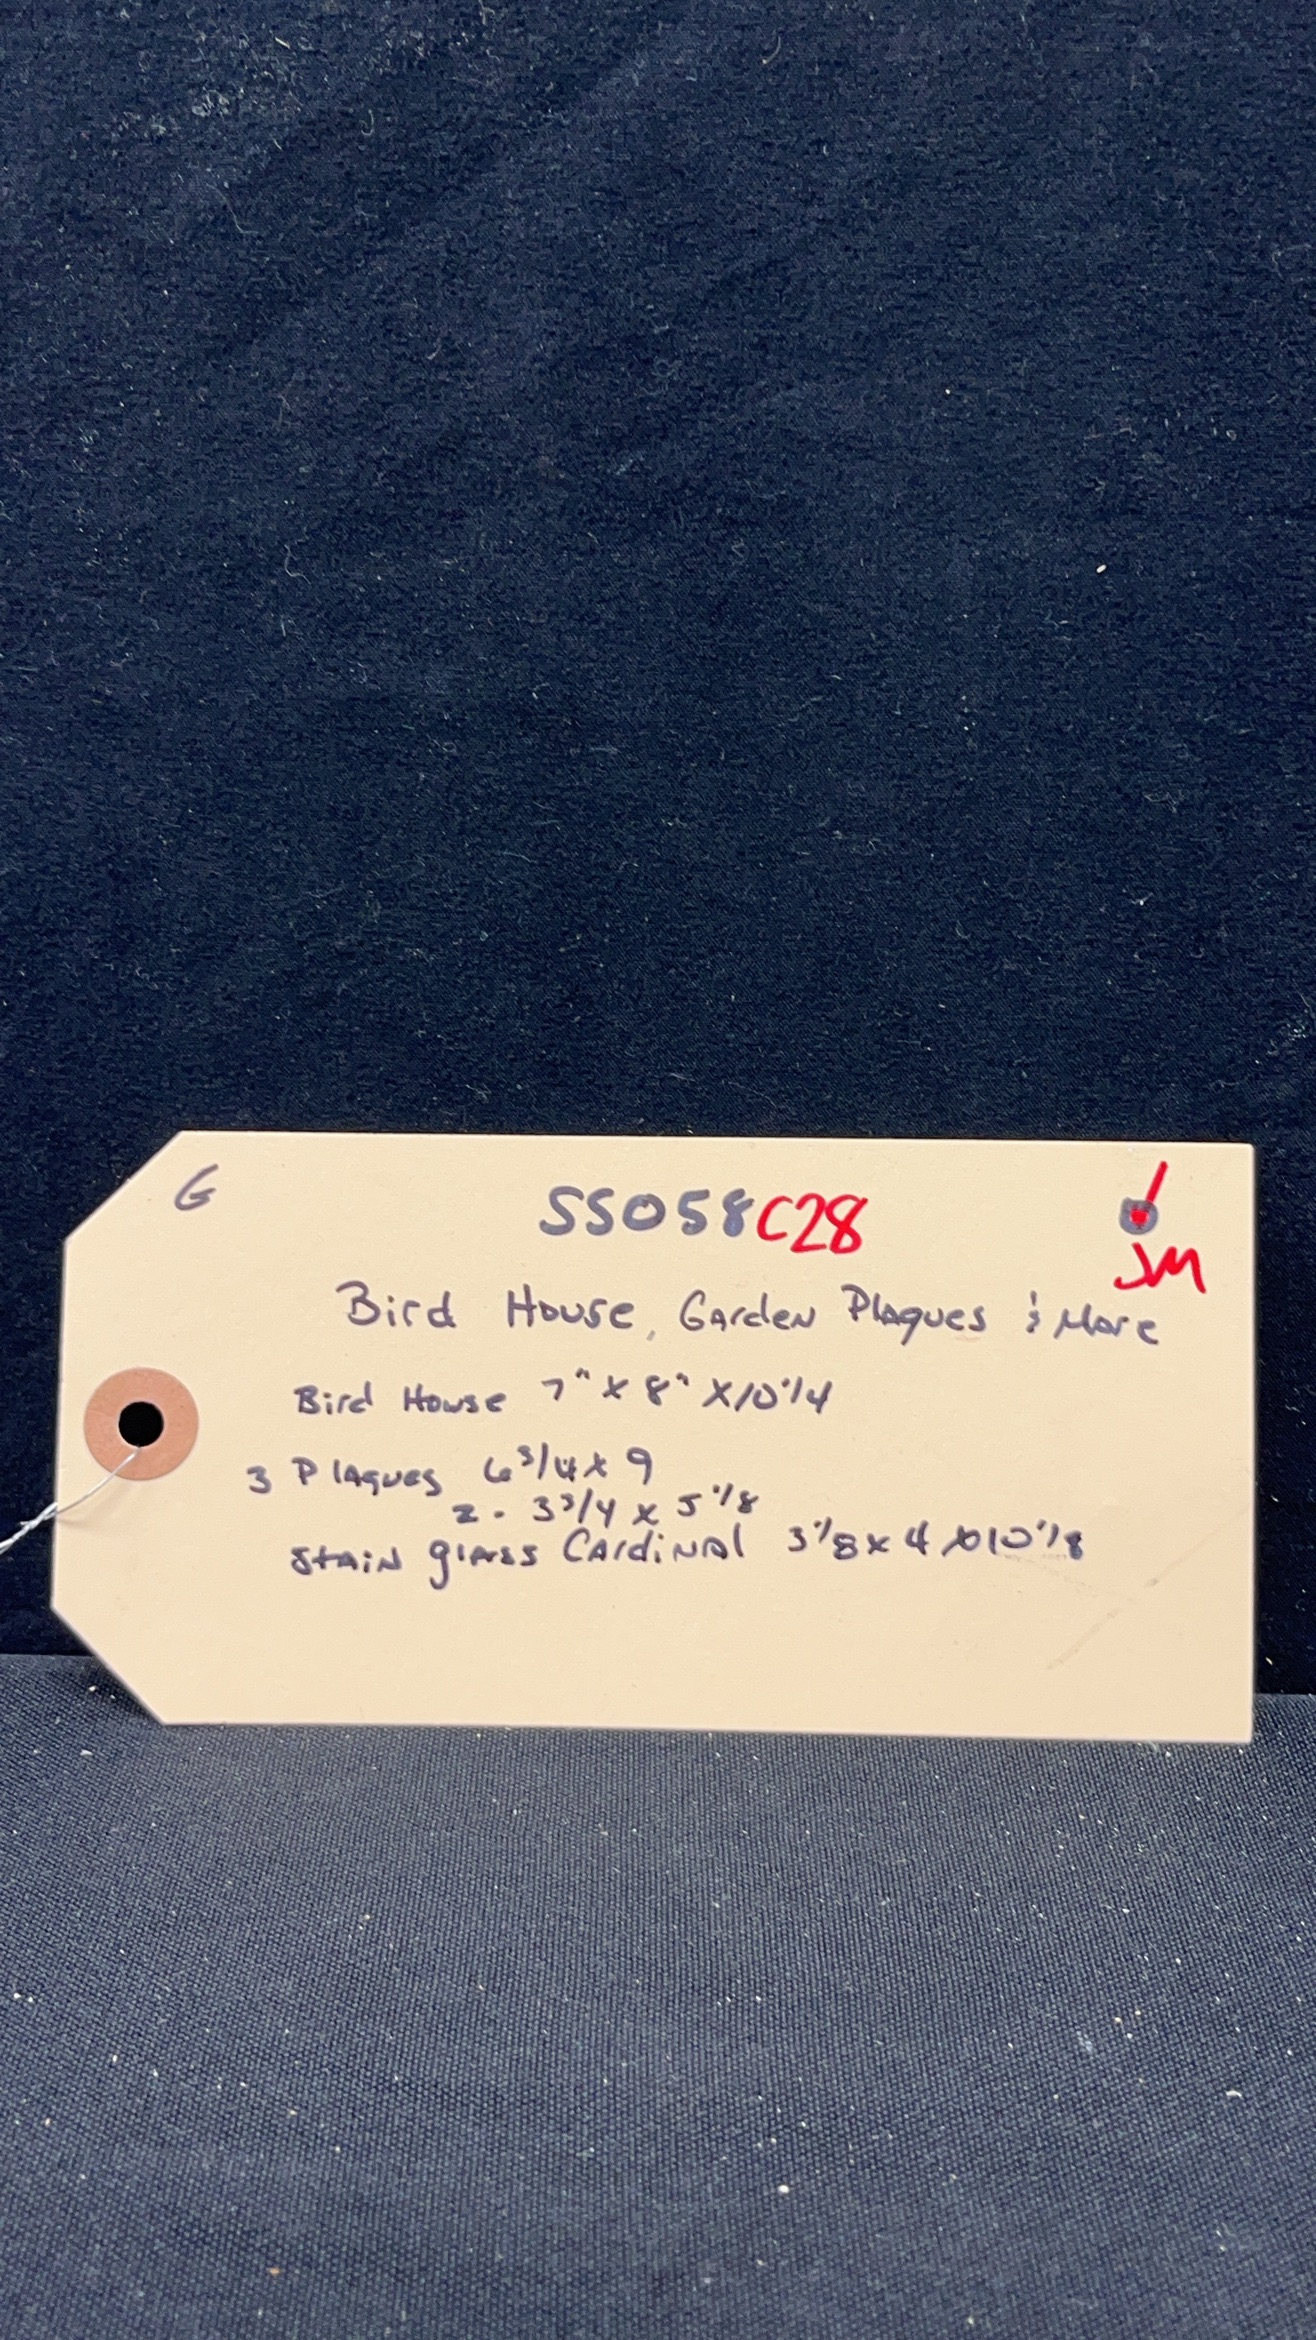 G
SS058C28
JM
Bird House, Garden Plaques & More
Bird House 7" x 8" x 10 1/4
3 Plaques 6 3/4 x 9
2 - 3 3/4 x 5 1/8
Stain glass Cardinal 3 1/8 x 4 x 10 1/8